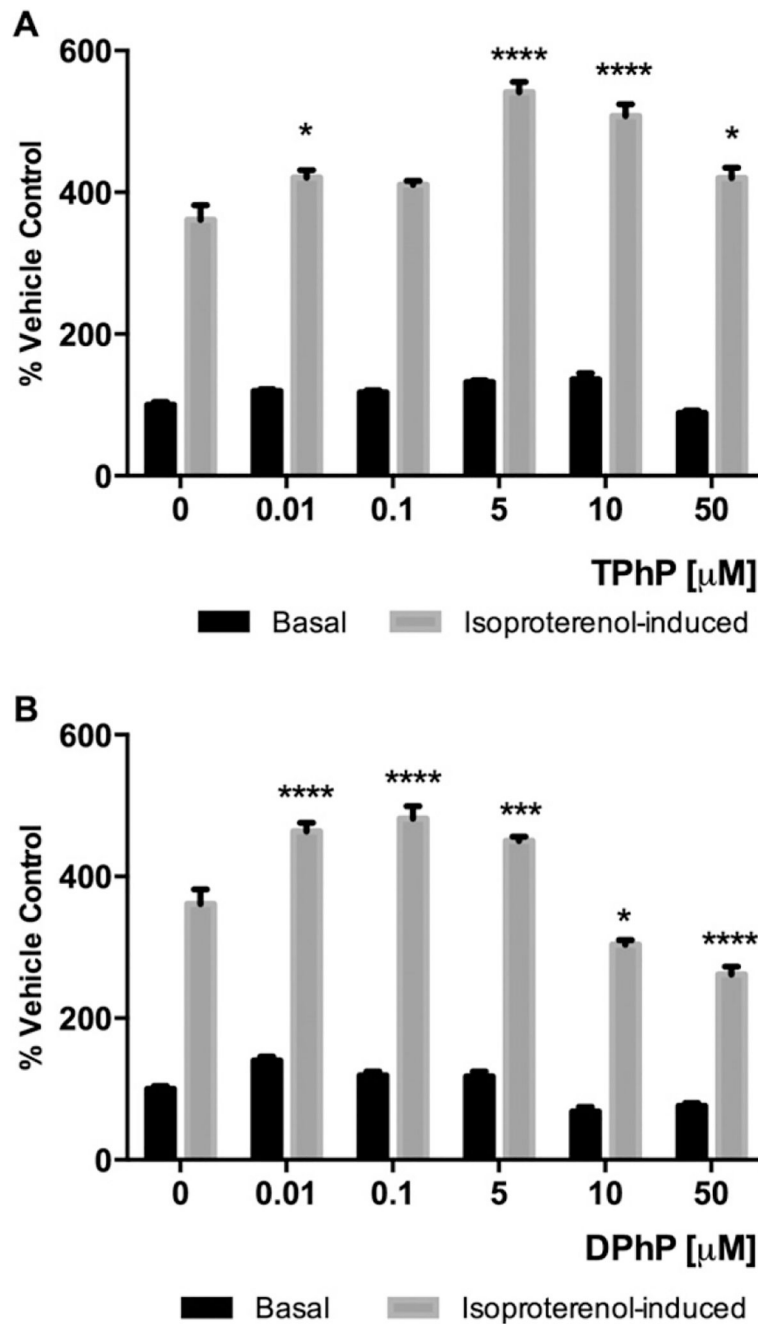 A
600
400
200
0
% Vehicle Control
*
****
****
*
0 0.01 0.1 5 10 50
TPhP [μM]
Basal Isoproterenol-induced
B
600
400
200
0
% Vehicle Control
****
****
***
*
****
0 0.01 0.1 5 10 50
DPhP [μM]
Basal Isoproterenol-induced